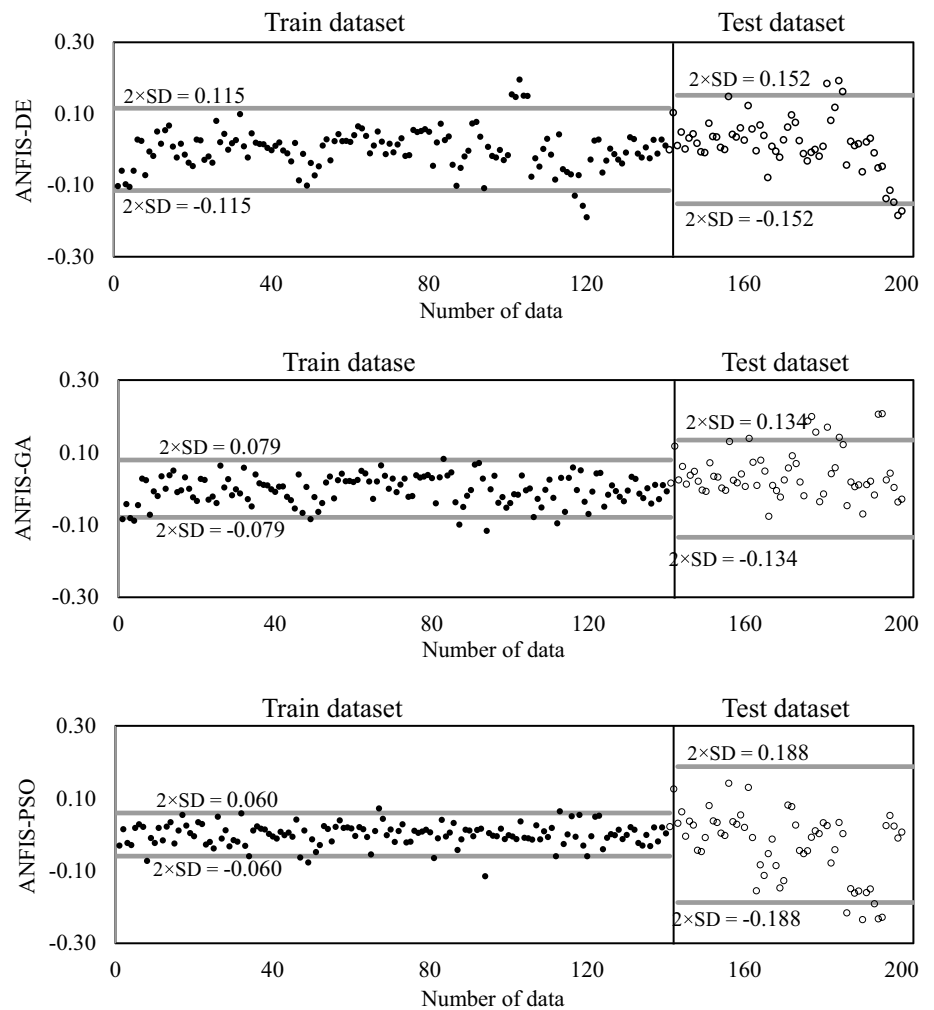 Train dataset Test dataset
0.30
2×SD = 0.115 2×SD = 0.152
0.10
ANFIS-DE
-0.10
2×SD = -0.115 2×SD = -0.152
-0.30
0 40 80 120 160 200
Number of data
Train datase Test dataset
0.30
2×SD = 0.079 2×SD = 0.134
0.10
ANFIS-GA
-0.10
2×SD = -0.079 2×SD = -0.134
-0.30
0 40 80 120 160 200
Number of data
Train dataset Test dataset
0.30
2×SD = 0.060 2×SD = 0.188
0.10
ANFIS-PSO
-0.10
2×SD = -0.060 2×SD = -0.188
-0.30
0 40 80 120 160 200
Number of data